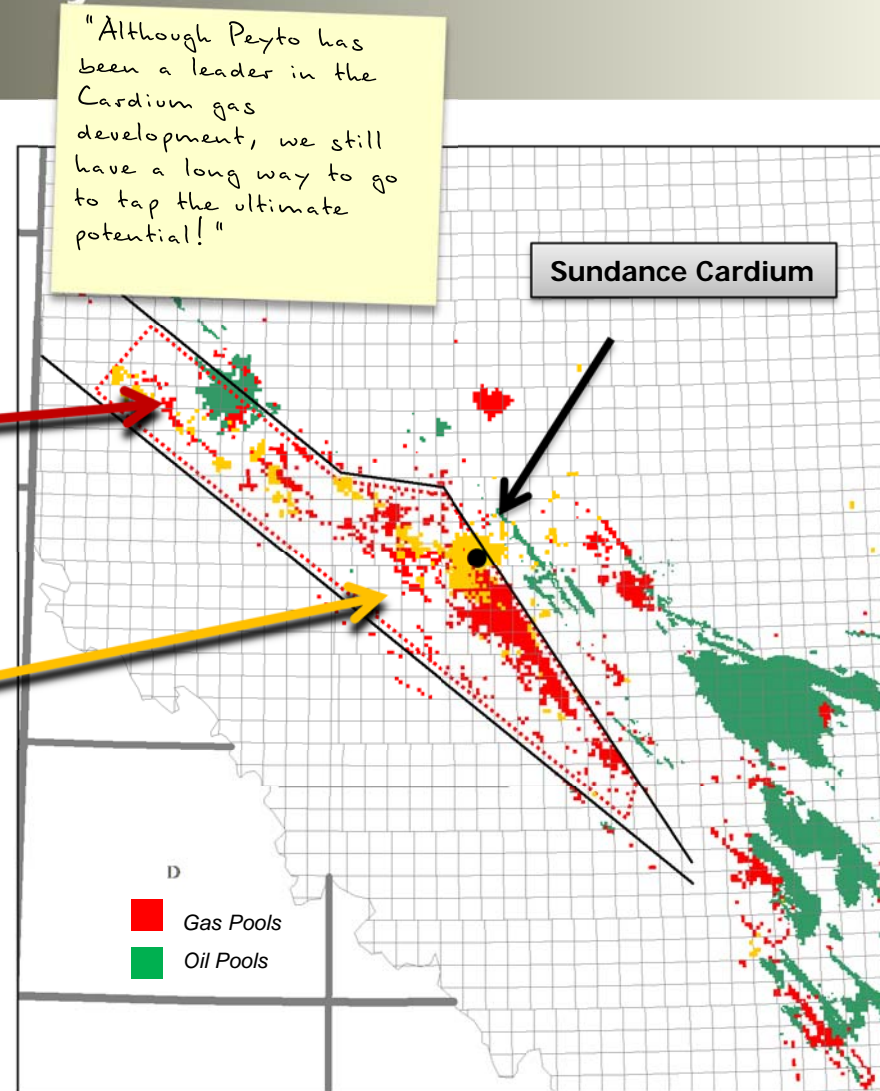 "Although Peyto has
been a leader in the
Cardium gas
development, we still
have a long way to go
to tap the ultimate
potential!"
Sundance Cardium
D
Gas Pools
Oil Pools